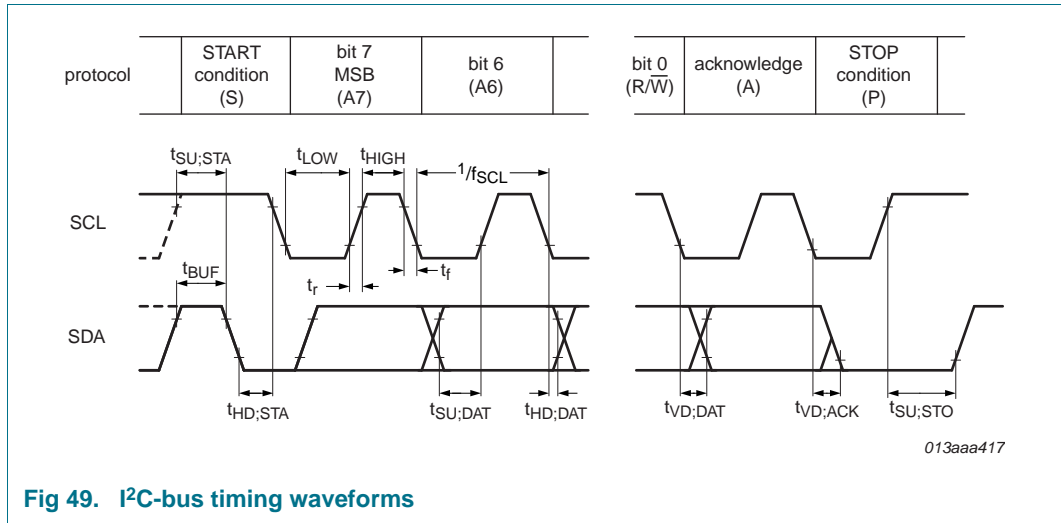 protocol
START
condition
(S)
bit 7
MSB
(A7)
bit 6
(A6)
bit 0
(R/W̅)
acknowledge
(A)
STOP
condition
(P)
tSU;STA
tLOW
tHIGH
1/fSCL
SCL
tBUF
tr
tf
SDA
tHD;STA
tSU;DAT
tHD;DAT
tVD;DAT
tVD;ACK
tSU;STO
013aaa417
Fig 49. I²C-bus timing waveforms